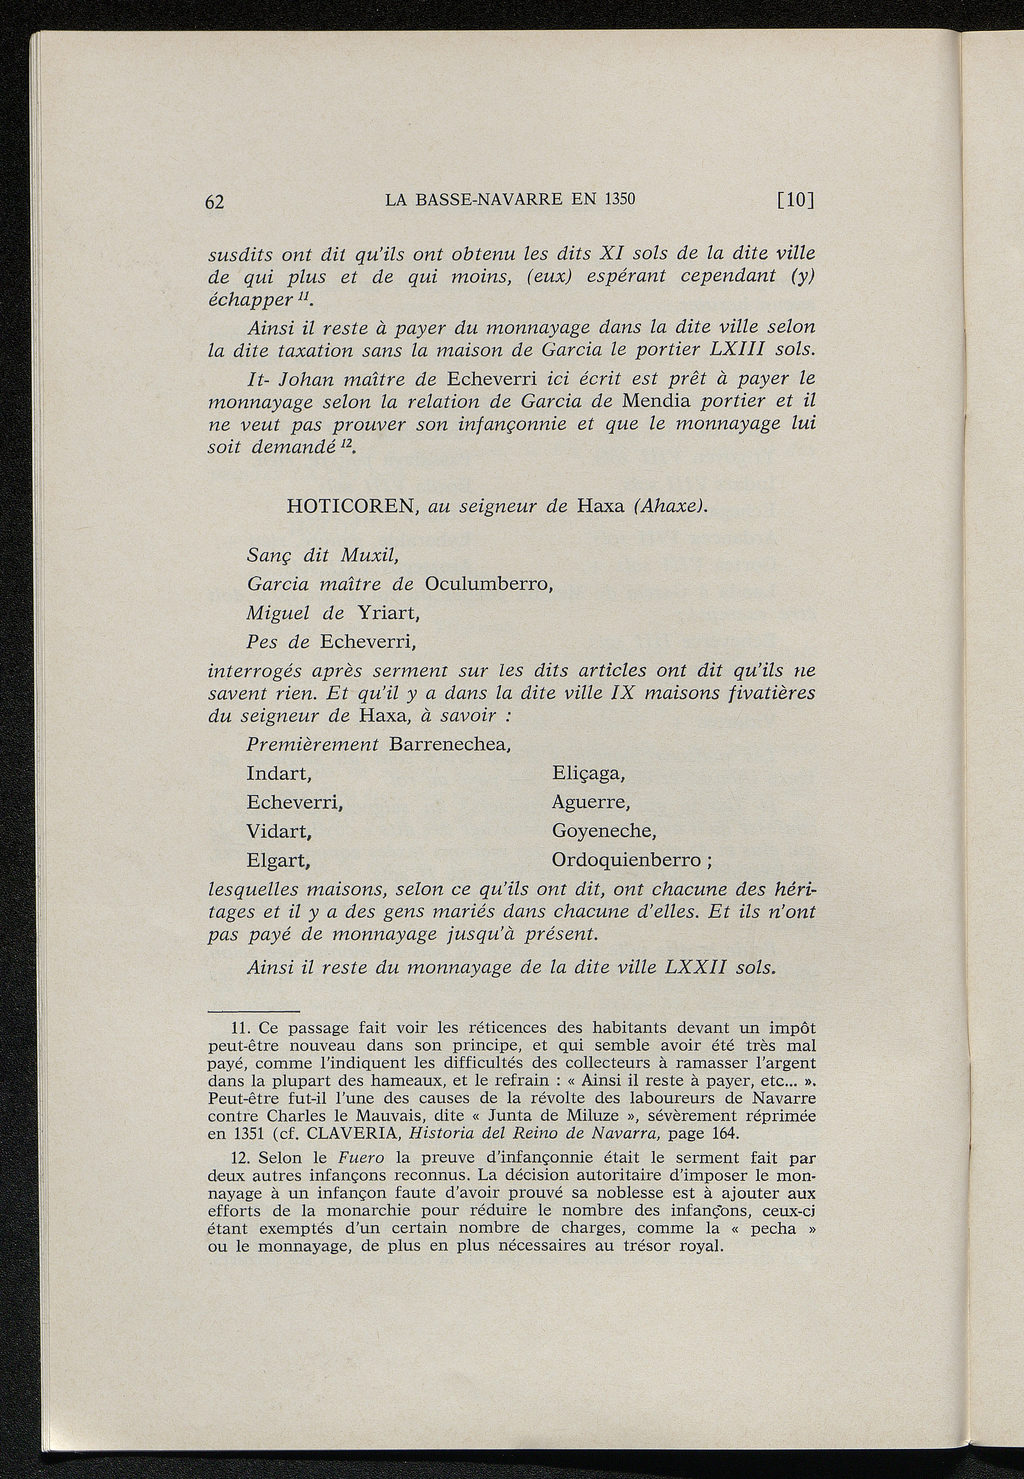 62 LA BASSE-NAVARRE EN 1350 [10]
susdits ont dit qu'ils ont obtenu les dits XI sols de la dite ville
de qui plus et de qui moins, (eux) espérant cependant (y)
échapper 11.
Ainsi il reste à payer du monnayage dans la dite ville selon
la dite taxation sans la maison de Garcia le portier LXIII sols.
It- Johan maître de Echeverri ici écrit est prêt à payer le
monnayage selon la relation de Garcia de Mendia portier et il
ne veut pas prouver son infançonnie et que le monnayage lui
soit demandé 12.
HOTICOREN, au seigneur de Haxa (Ahaxe).
Sanç dit Muxil,
Garcia maître de Oculumberro,
Miguel de Yriart,
Pes de Echeverri,
interrogés après serment sur les dits articles ont dit qu'ils ne
savent rien. Et qu'il y a dans la dite ville IX maisons fivatières
du seigneur de Haxa, à savoir :
Premièrement Barrenechea,
Indart, Eliçaga,
Echeverri, Aguerre,
Vidart, Goyeneche,
Elgart, Ordoquienberro ;
lesquelles maisons, selon ce qu'ils ont dit, ont chacune des héri-
tages et il y a des gens mariés dans chacune d'elles. Et ils n'ont
pas payé de monnayage jusqu'à présent.
Ainsi il reste du monnayage de la dite ville LXXII sols.
11. Ce passage fait voir les réticences des habitants devant un impôt
peut-être nouveau dans son principe, et qui semble avoir été très mal
payé, comme l'indiquent les difficultés des collecteurs à ramasser l'argent
dans la plupart des hameaux, et le refrain : « Ainsi il reste à payer, etc... ».
Peut-être fut-il l'une des causes de la révolte des laboureurs de Navarre
contre Charles le Mauvais, dite « Junta de Miluze », sévèrement réprimée
en 1351 (cf. CLAVERIA, Historia del Reino de Navarra, page 164.
12. Selon le Fuero la preuve d'infançonnie était le serment fait par
deux autres infançons reconnus. La décision autoritaire d'imposer le mon-
nayage à un infançon faute d'avoir prouvé sa noblesse est à ajouter aux
efforts de la monarchie pour réduire le nombre des infançons, ceux-ci
étant exemptés d'un certain nombre de charges, comme la « pecha »
ou le monnayage, de plus en plus nécessaires au trésor royal.